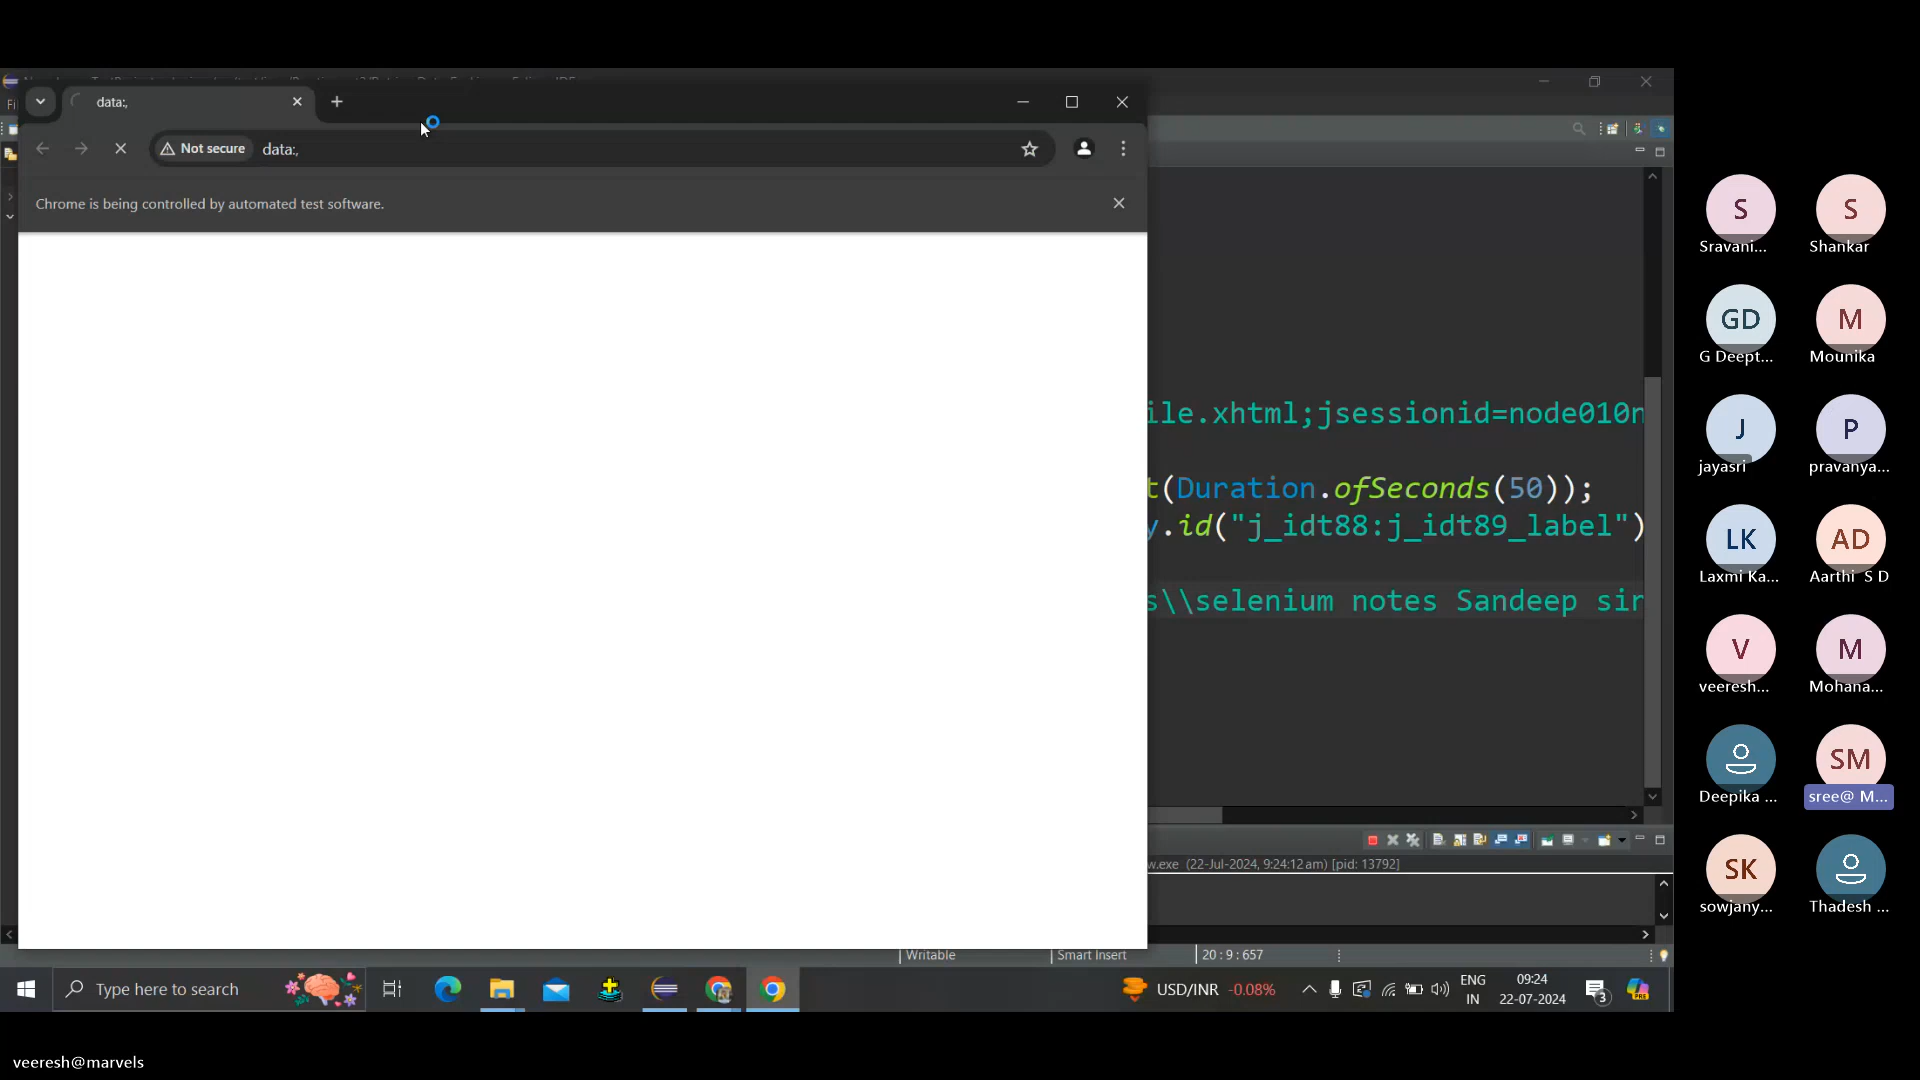 data:,
Not secure
data:,
Chrome is being controlled by automated test software.
ile.xhtml;jsessionid=node010n
t(Duration.ofSeconds(50));
y.id("j_idt88:j_idt89_label")
s\\selenium notes Sandeep sir
w.exe (22-Jul-2024, 9:24:12 am) [pid: 13792]
Writable
Smart Insert
20 : 9 : 657
Type here to search
USD/INR -0.08%
ENG
IN
09:24
22-07-2024
3
PRE
S
Sravani...
S
Shankar
GD
G Deept...
M
Mounika
J
jayasri
P
pravanya...
LK
Laxmi Ka...
AD
Aarthi S D
V
veeresh...
M
Mohana...
Deepika ...
SM
sree@ M...
SK
sowjany...
Thadesh ...
veeresh@marvels